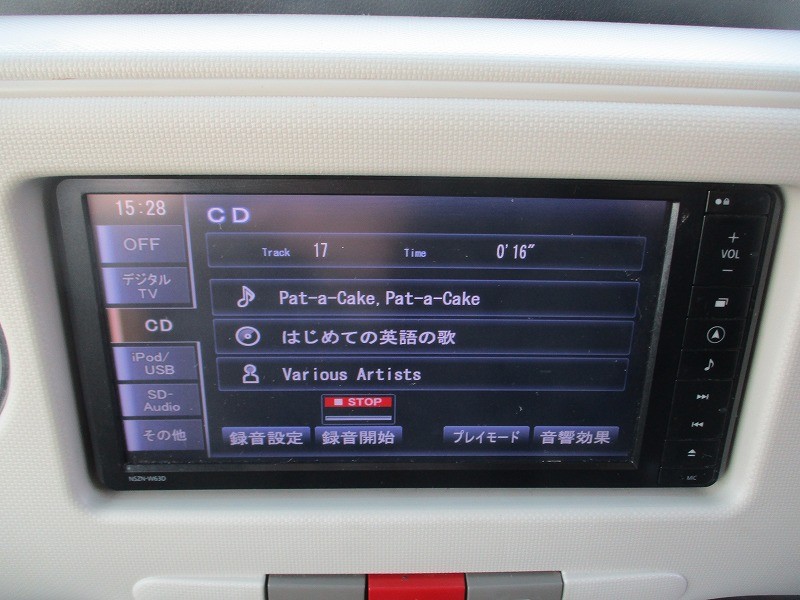 15:28
CD
OFF
Track 17 Time 0'16"
デジタル
TV
Pat-a-Cake,Pat-a-Cake
CD
はじめての英語の歌
iPod/
USB
Various Artists
SD-
Audio
■ STOP
その他
録音設定 録音開始 プレイモード 音響効果
NSZN-W63D
+
VOL
−
MIC